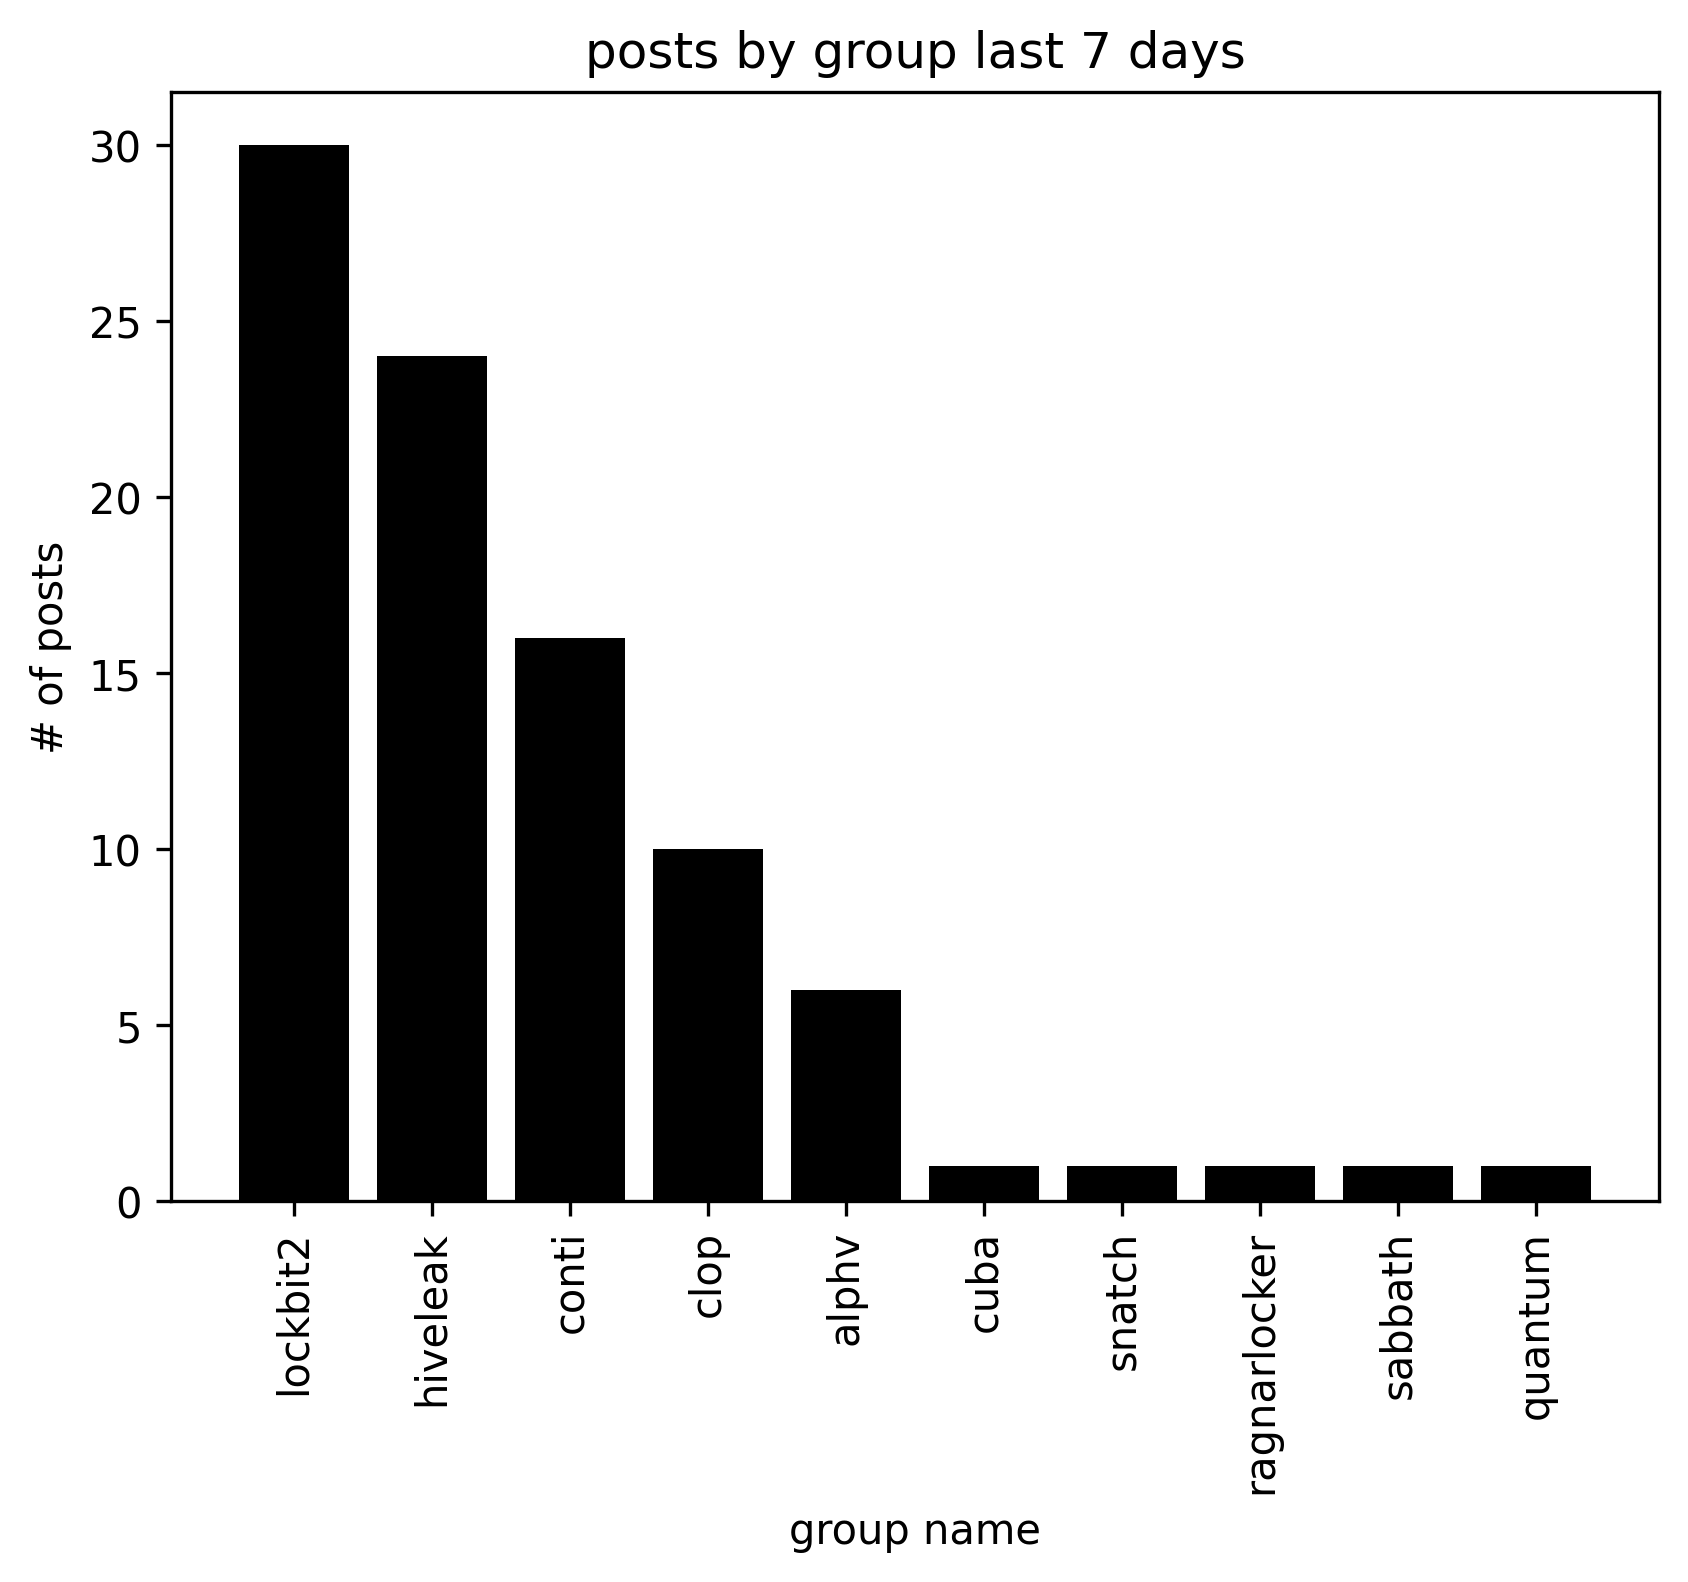 posts by group last 7 days
# of posts
30
25
20
15
10
5
0
lockbit2
hiveleak
conti
clop
alphv
cuba
snatch
ragnarlocker
sabbath
quantum
group name